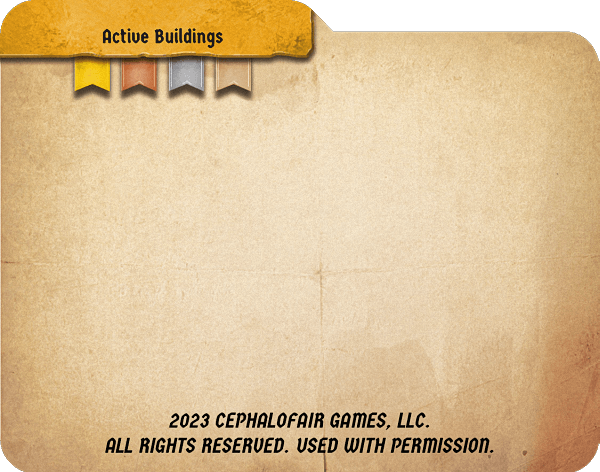 Active Buildings
2023 CEPHALOFAIR GAMES, LLC.
ALL RIGHTS RESERVED. USED WITH PERMISSION.